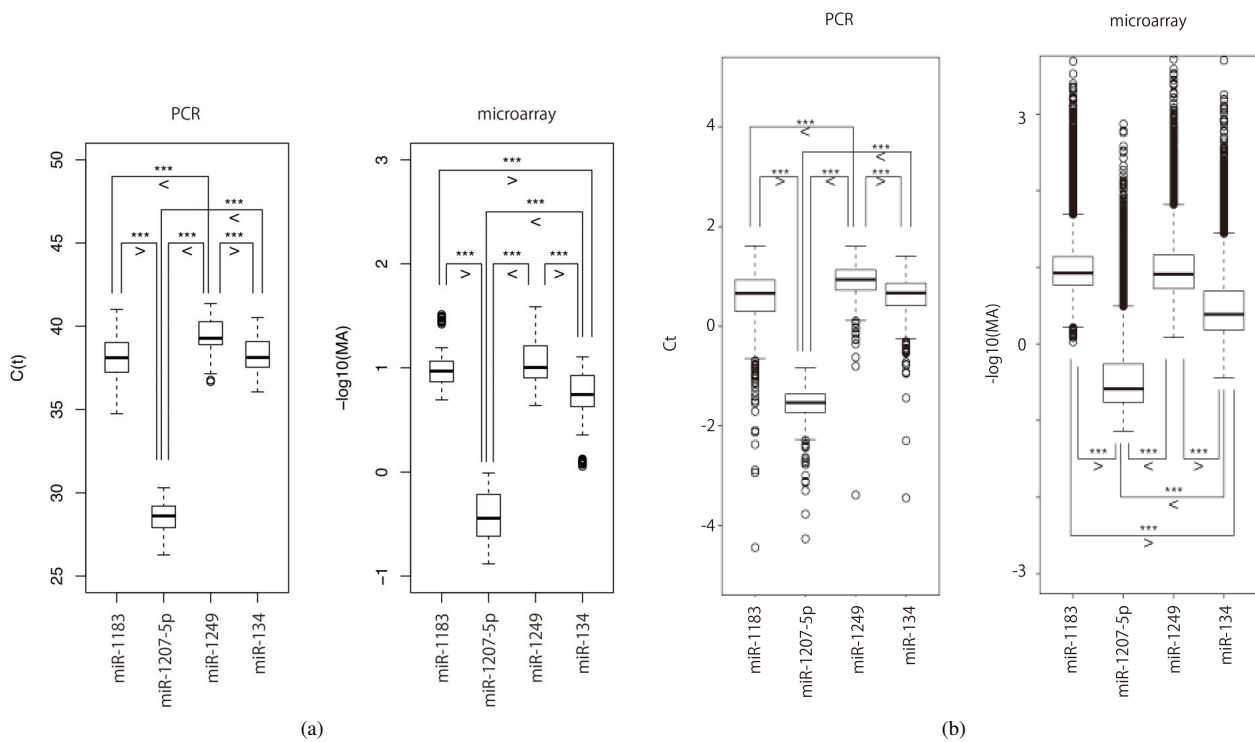 PCR
microarray
PCR
microarray
C(t)
50
45
40
35
30
25
***
<
***
<
***
>
***
<
***
>
miR-1183
miR-1207-5p
miR-1249
miR-134
−log10(MA)
3
2
1
0
−1
***
>
***
<
***
>
***
<
***
>
miR-1183
miR-1207-5p
miR-1249
miR-134
(a)
Ct
4
2
0
-2
-4
***
<
***
<
***
>
***
<
***
>
miR-1183
miR-1207-5p
miR-1249
miR-134
-log10(MA)
3
0
-3
***
>
***
<
***
>
***
<
***
>
miR-1183
miR-1207-5p
miR-1249
miR-134
(b)